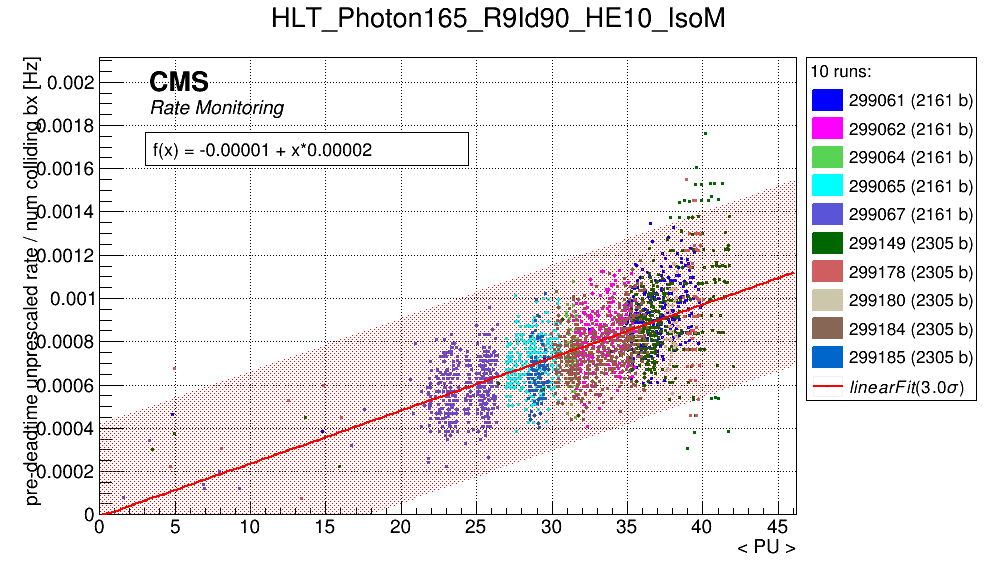 HLT_Photon165_R9Id90_HE10_IsoM
pre-deadtime unprescaled rate / num colliding bx [Hz]
CMS
Rate Monitoring
f(x) = -0.00001 + x*0.00002
0.002
0.0018
0.0016
0.0014
0.0012
0.001
0.0008
0.0006
0.0004
0.0002
0
0 5 10 15 20 25 30 35 40 45
< PU >
10 runs:
299061 (2161 b)
299062 (2161 b)
299064 (2161 b)
299065 (2161 b)
299067 (2161 b)
299149 (2305 b)
299178 (2305 b)
299180 (2305 b)
299184 (2305 b)
299185 (2305 b)
linearFit(3.0σ)